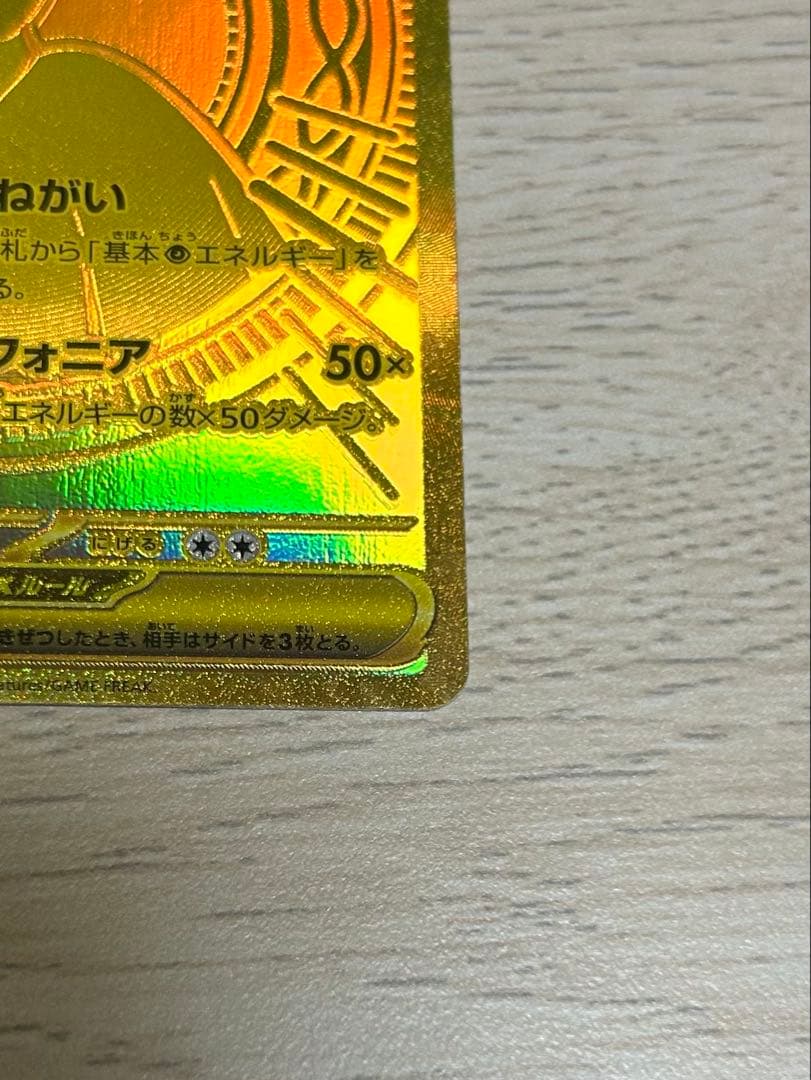 ねがい
札から「基本エネルギー」を
る。
フォニア 50×
エネルギーの数×50ダメージ。
にげる
ルール
きぜつしたとき、相手はサイドを3枚とる。
atures/GAME FREAK.